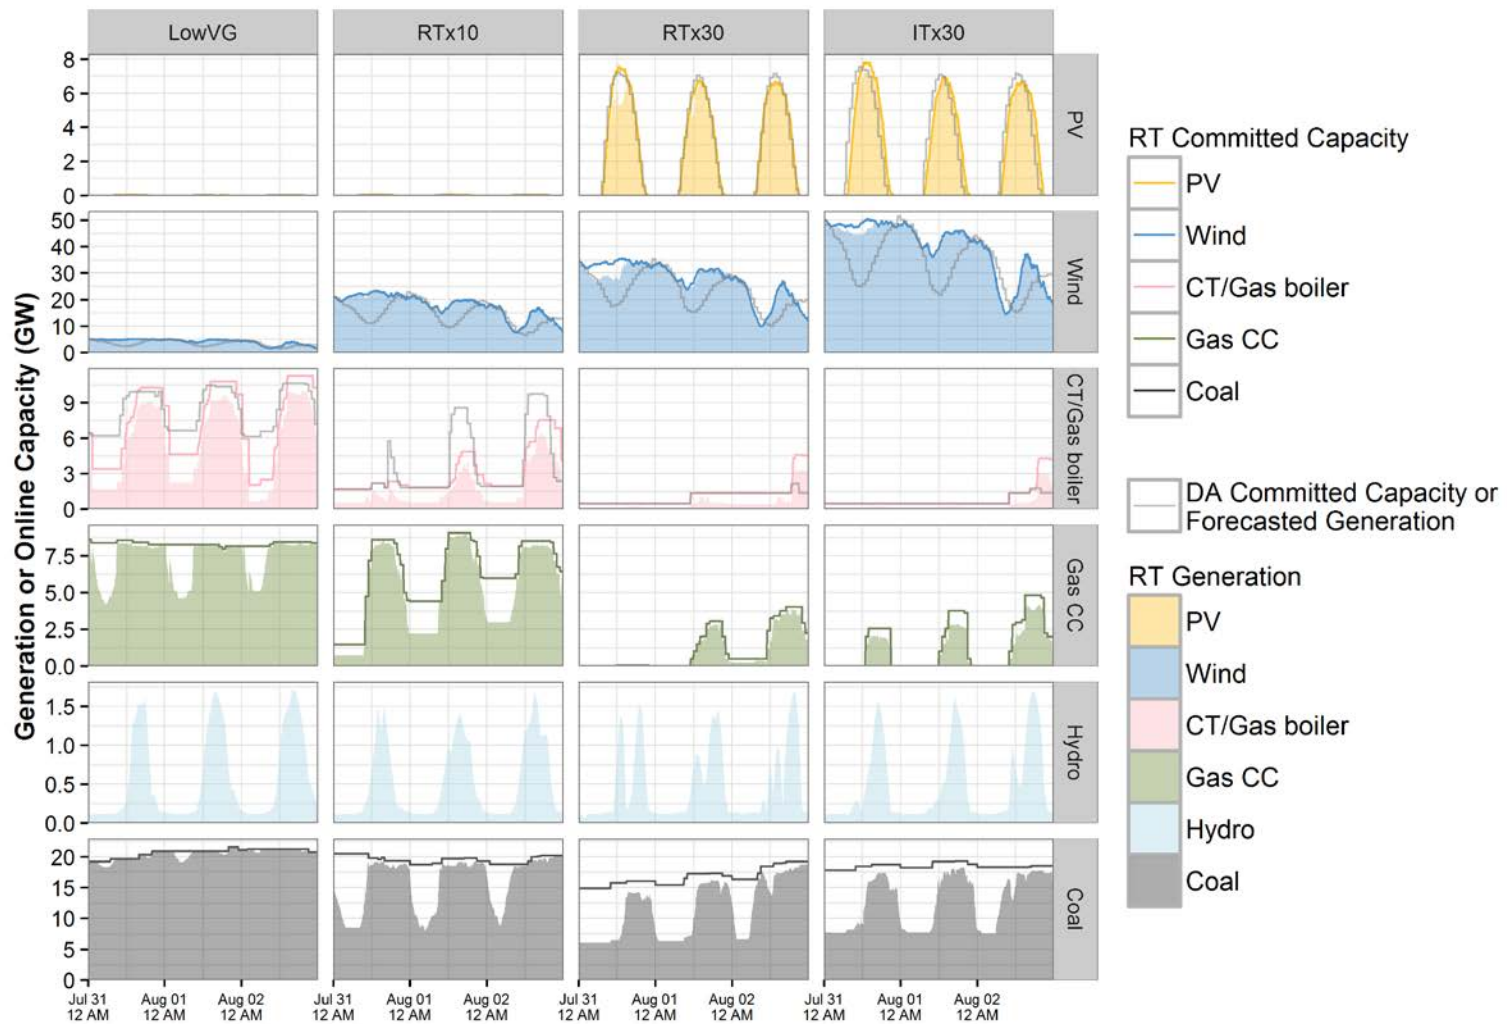 LowVG
RTx10
RTx30
ITx30
Generation or Online Capacity (GW)
8
6
4
2
0
PV
50
40
30
20
10
0
Wind
9
6
3
0
CT/Gas boiler
7.5
5.0
2.5
0.0
Gas CC
1.5
1.0
0.5
0.0
Hydro
20
15
10
5
0
Coal
Jul 31
12 AM
Aug 01
12 AM
Aug 02
12 AM
Jul 31
12 AM
Aug 01
12 AM
Aug 02
12 AM
Jul 31
12 AM
Aug 01
12 AM
Aug 02
12 AM
Jul 31
12 AM
Aug 01
12 AM
Aug 02
12 AM
RT Committed Capacity
PV
Wind
CT/Gas boiler
Gas CC
Coal
DA Committed Capacity or
Forecasted Generation
RT Generation
PV
Wind
CT/Gas boiler
Gas CC
Hydro
Coal